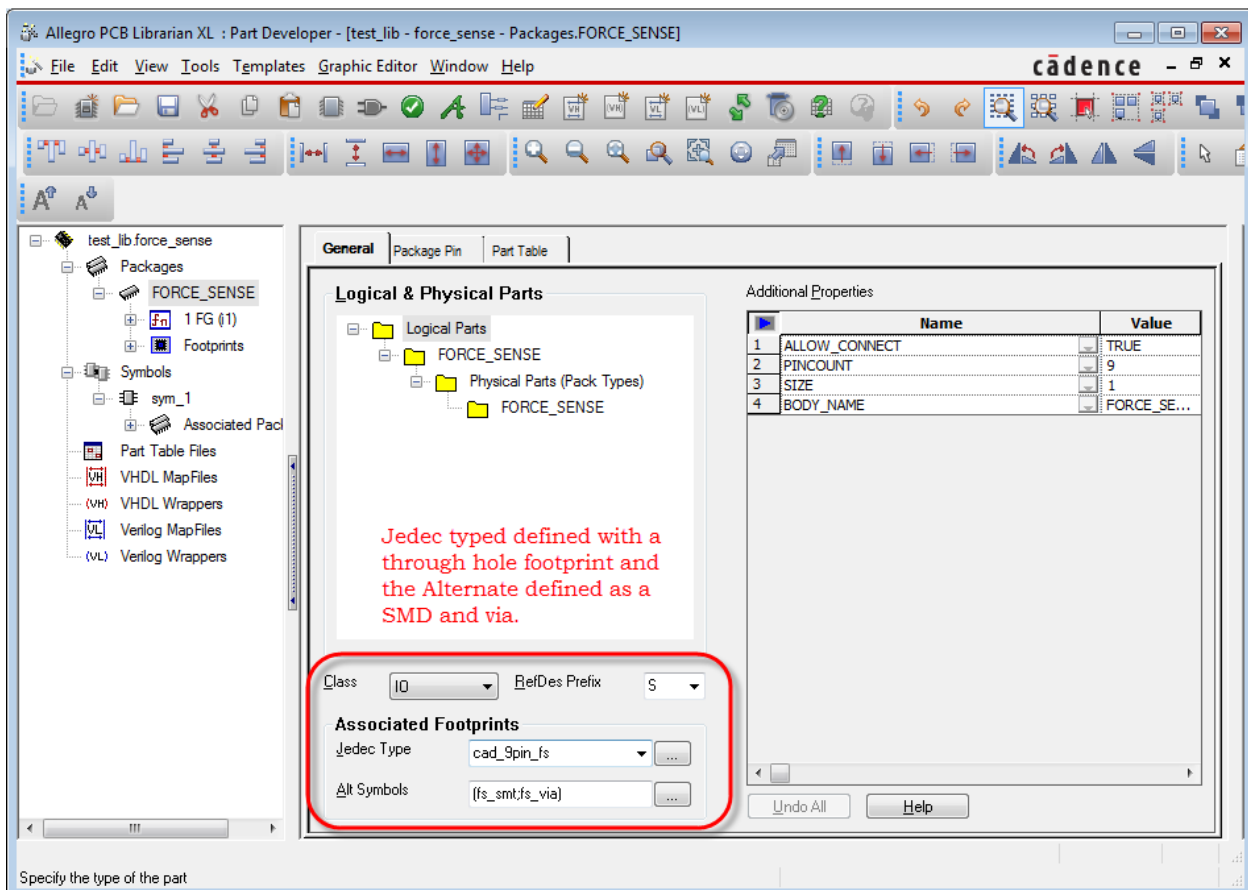 Allegro PCB Librarian XL : Part Developer - [test_lib - force_sense - Packages.FORCE_SENSE]
File Edit View Tools Templates Graphic Editor Window Help
cādence
test_lib.force_sense
Packages
FORCE_SENSE
1 FG (i1)
Footprints
Symbols
sym_1
Associated Pacl
Part Table Files
VHDL MapFiles
VHDL Wrappers
Verilog MapFiles
Verilog Wrappers
General Package Pin Part Table
Logical & Physical Parts
Logical Parts
FORCE_SENSE
Physical Parts (Pack Types)
FORCE_SENSE
Jedec typed defined with a
through hole footprint and
the Alternate defined as a
SMD and via.
Class IO RefDes Prefix S
Associated Footprints
Jedec Type cad_9pin_fs ...
Alt Symbols (fs_smt;fs_via) ...
Additional Properties
Name Value
1 ALLOW_CONNECT TRUE
2 PINCOUNT 9
3 SIZE 1
4 BODY_NAME FORCE_SE...
Undo All Help
Specify the type of the part